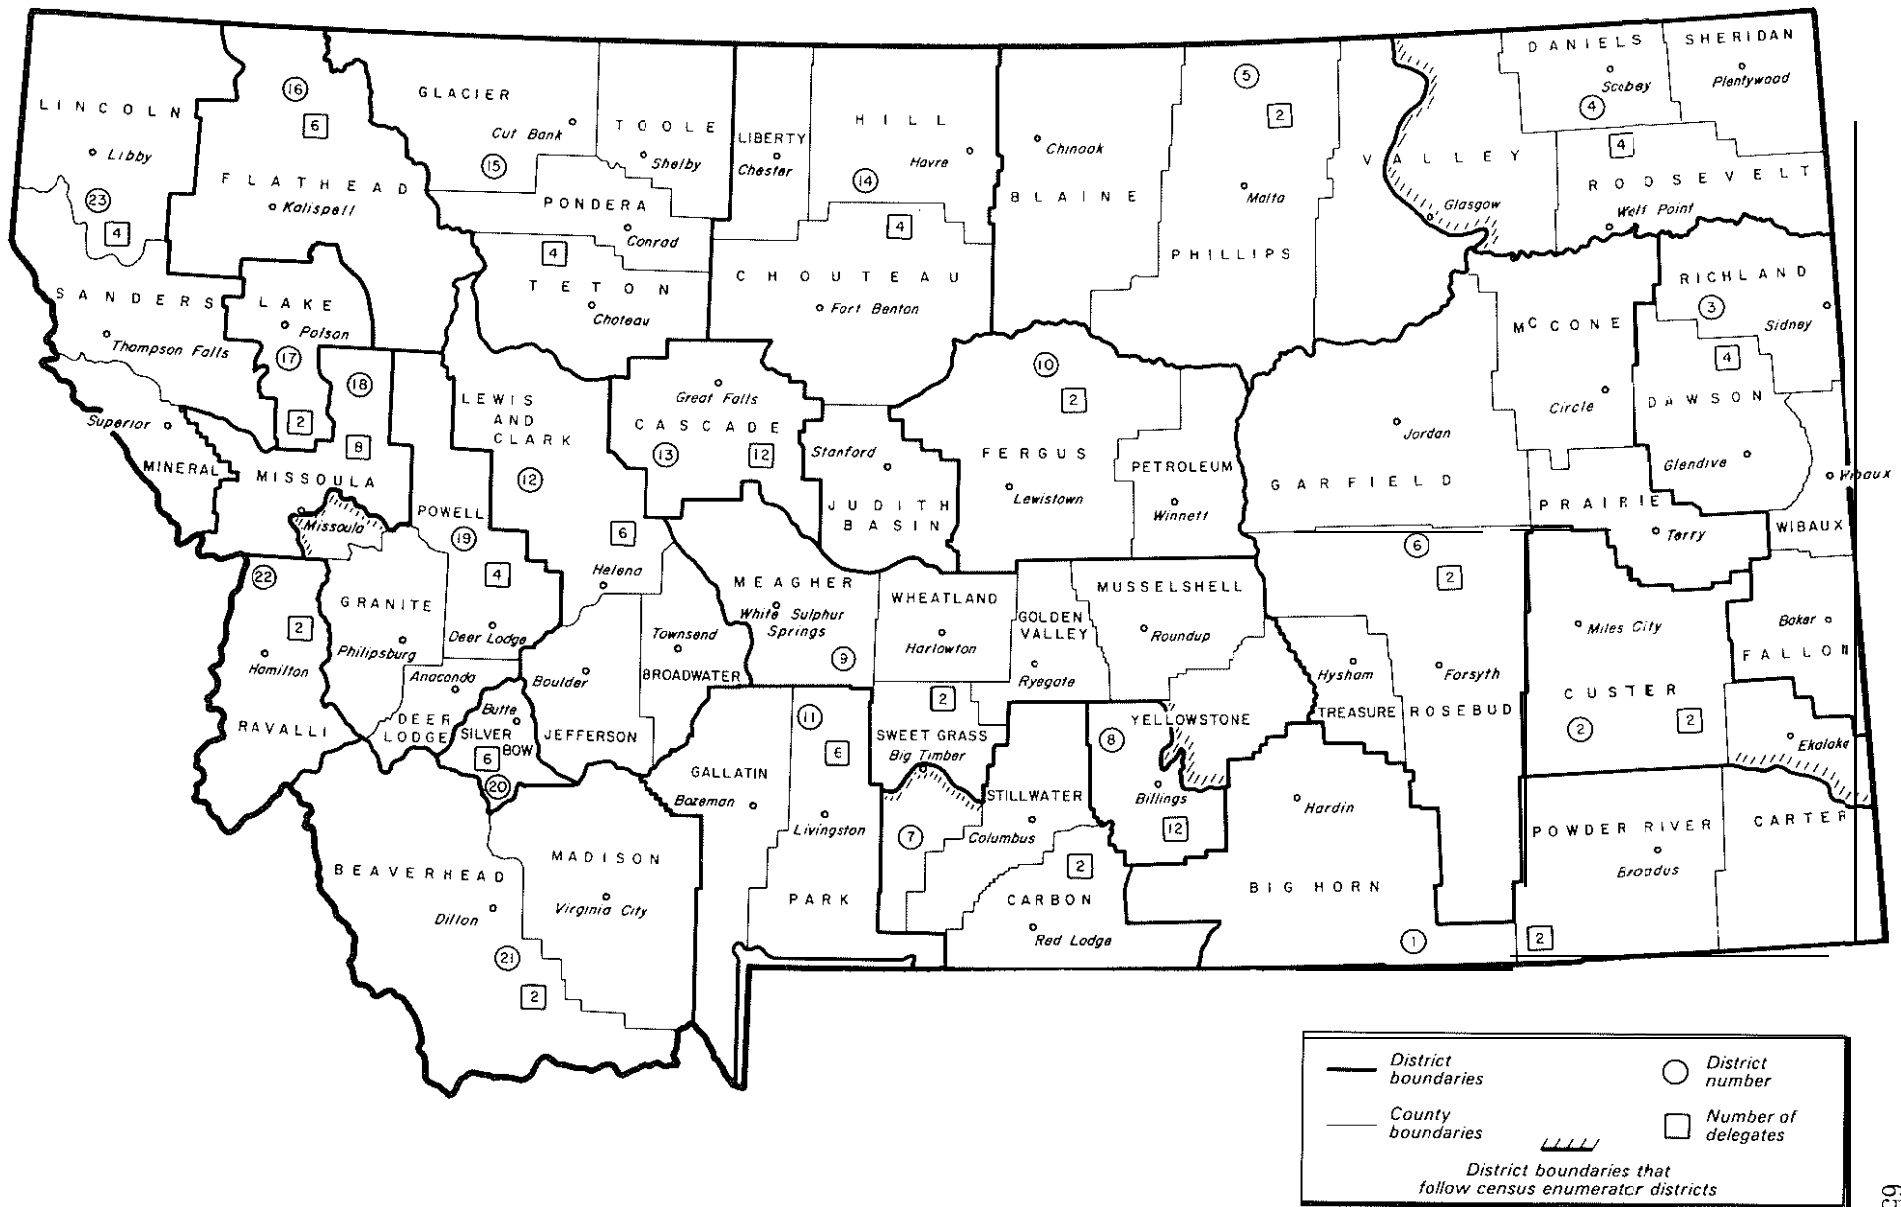 LINCOLN
Libby
23
4
16
6
FLATHEAD
Kalispell
GLACIER
Cut Bank
15
TOOLE
Shelby
PONDERA
Conrad
4
TETON
Choteau
LIBERTY
Chester
HILL
Havre
14
4
CHOUTEAU
Fort Benton
Chinook
BLAINE
5
2
Malta
PHILLIPS
VALLEY
Glasgow
DANIELS
Scobey
4
SHERIDAN
Plentywood
4
ROOSEVELT
Wolf Point
SANDERS
Thompson Falls
LAKE
Polson
17
2
18
8
Superior
MINERAL
MISSOULA
Missoula
LEWIS
AND
CLARK
12
6
Helena
POWELL
19
4
Deer Lodge
Great Falls
CASCADE
13
12
Stanford
JUDITH
BASIN
10
2
FERGUS
Lewistown
PETROLEUM
Winnett
Jordan
GARFIELD
McCONE
Circle
RICHLAND
3
Sidney
4
DAWSON
Glendive
PRAIRIE
Terry
Wibaux
WIBAUX
22
2
Hamilton
RAVALLI
GRANITE
Philipsburg
Anaconda
DEER
LODGE
Butte
SILVER
BOW
6
20
Boulder
JEFFERSON
Townsend
BROADWATER
MEAGHER
White Sulphur
Springs
9
WHEATLAND
Harlowton
GOLDEN
VALLEY
Ryegate
MUSSELSHELL
Roundup
6
2
Hysham
TREASURE
Forsyth
ROSEBUD
Miles City
CUSTER
2
2
Baker
FALLON
Ekalaka
CARTER
GALLATIN
Bozeman
11
6
Livingston
PARK
2
SWEET GRASS
Big Timber
7
STILLWATER
Columbus
2
CARBON
Red Lodge
YELLOWSTONE
8
Billings
12
Hardin
BIG HORN
1
POWDER RIVER
Broadus
2
BEAVERHEAD
Dillon
21
2
MADISON
Virginia City
District
boundaries
District
number
County
boundaries
Number of
delegates
District boundaries that
follow census enumerator districts